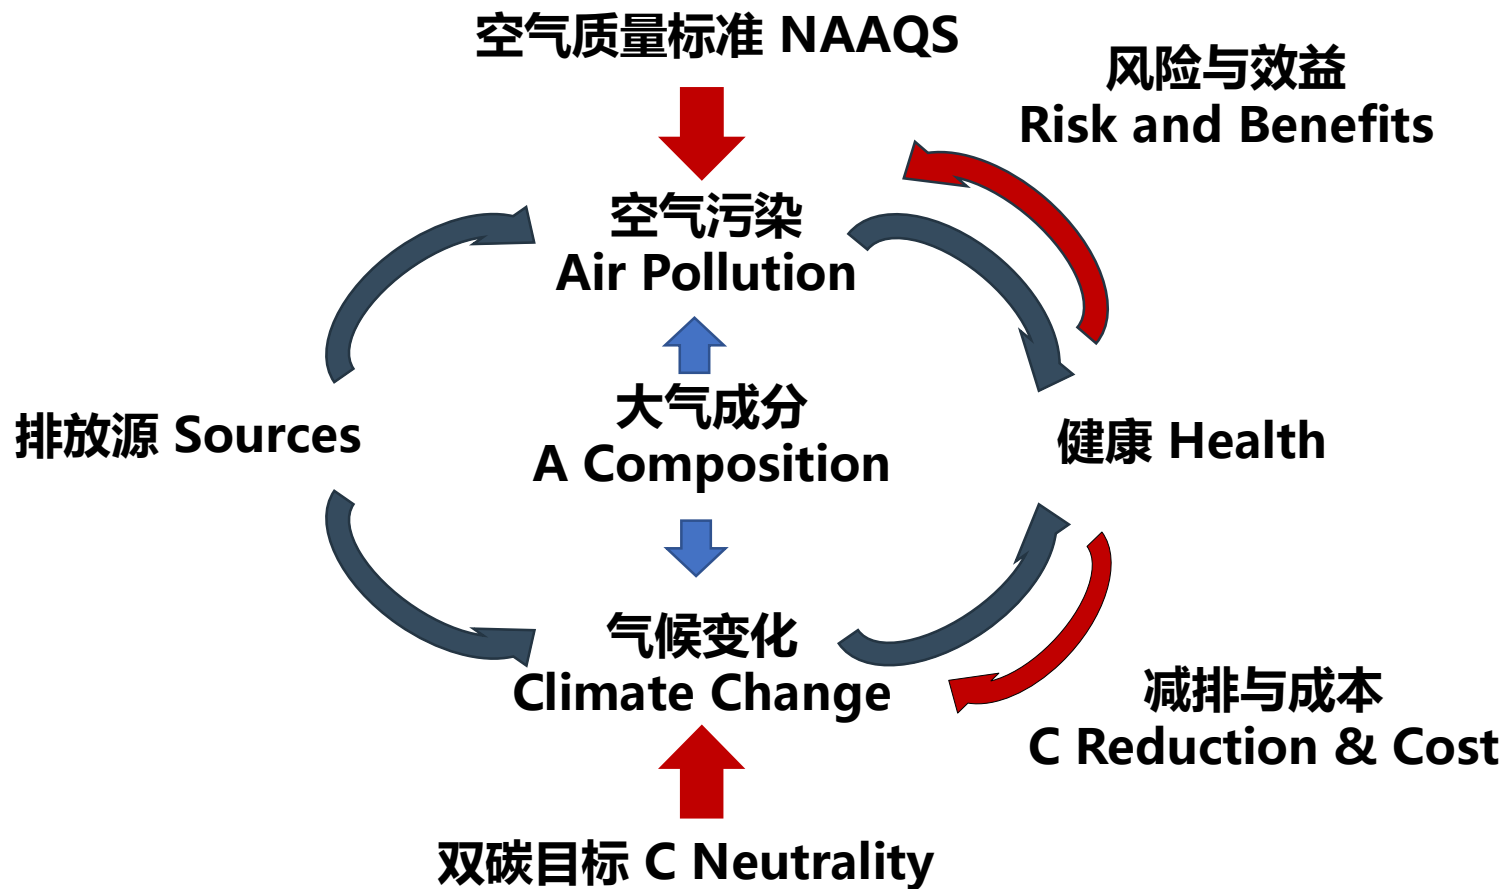 空气质量标准 NAAQS
风险与效益
Risk and Benefits
空气污染
Air Pollution
大气成分
A Composition
排放源 Sources
健康 Health
气候变化
Climate Change
减排与成本
C Reduction & Cost
双碳目标 C Neutrality